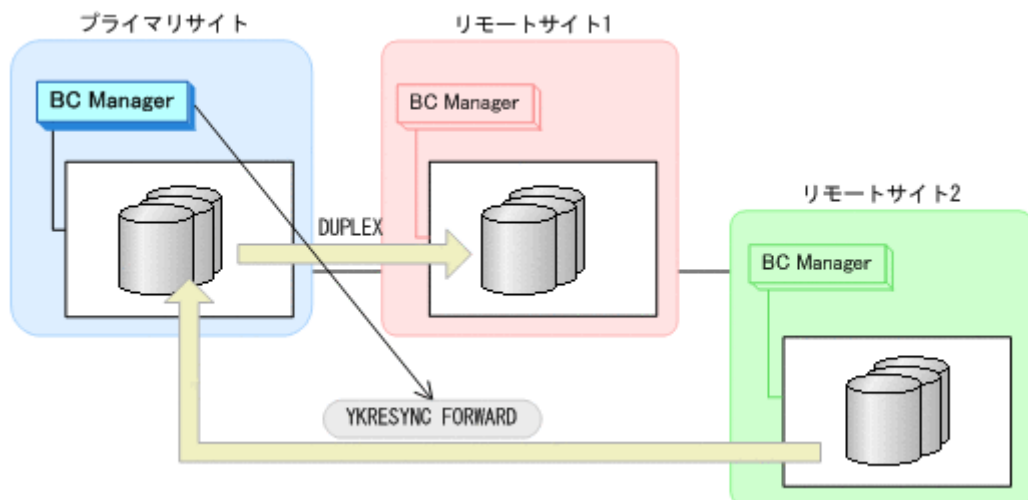 プライマリサイト
リモートサイト1
BC Manager
BC Manager
リモートサイト2
DUPLEX
BC Manager
YKRESYNC FORWARD